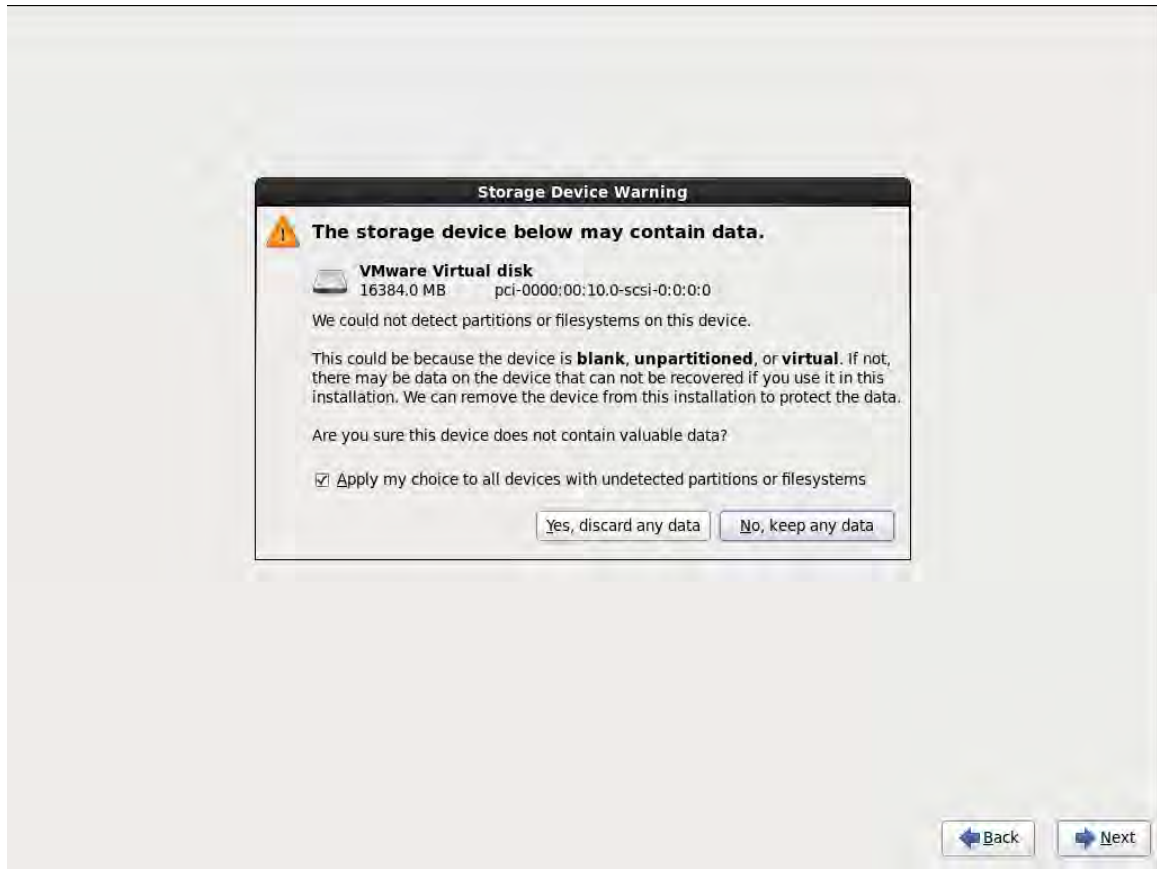 Storage Device Warning
The storage device below may contain data.
VMware Virtual disk
16384.0 MB pci-0000:00:10.0-scsi-0:0:0:0
We could not detect partitions or filesystems on this device.
This could be because the device is blank, unpartitioned, or virtual. If not,
there may be data on the device that can not be recovered if you use it in this
installation. We can remove the device from this installation to protect the data.
Are you sure this device does not contain valuable data?
Apply my choice to all devices with undetected partitions or filesystems
Yes, discard any data No, keep any data
Back Next